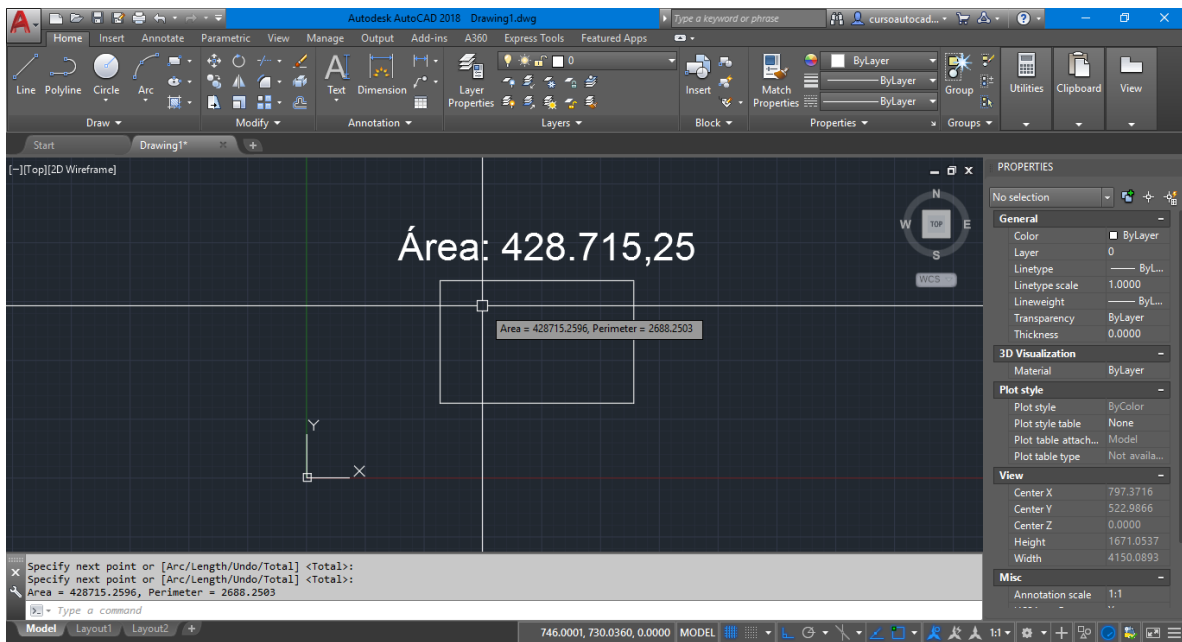 Autodesk AutoCAD 2018 Drawing1.dwg
Type a keyword or phrase
cursoautocad...
Home Insert Annotate Parametric View Manage Output Add-ins A360 Express Tools Featured Apps
0
ByLayer
Line Polyline Circle Arc
Text Dimension
Layer Properties
Insert
Match Properties
ByLayer
ByLayer
Group
Utilities Clipboard View
Draw Modify Annotation Layers Block Properties Groups
Start Drawing1*
[−][Top][2D Wireframe]
N
W TOP E
S
WCS
Área: 428.715,25
Area = 428715.2596, Perimeter = 2688.2503
Y
X
PROPERTIES
No selection
General
Color ByLayer
Layer 0
Linetype ByL...
Linetype scale 1.0000
Lineweight ByL...
Transparency ByLayer
Thickness 0.0000
3D Visualization
Material ByLayer
Plot style
Plot style ByColor
Plot style table None
Plot table attach... Model
Plot table type Not availa...
View
Center X 797.3716
Center Y 522.9866
Center Z 0.0000
Height 1671.0537
Width 4150.0893
Misc
Annotation scale 1:1
Specify next point or [Arc/Length/Undo/Total] <Total>:
Specify next point or [Arc/Length/Undo/Total] <Total>:
Area = 428715.2596, Perimeter = 2688.2503
Type a command
Model Layout1 Layout2
746.0001, 730.0360, 0.0000 MODEL 1:1